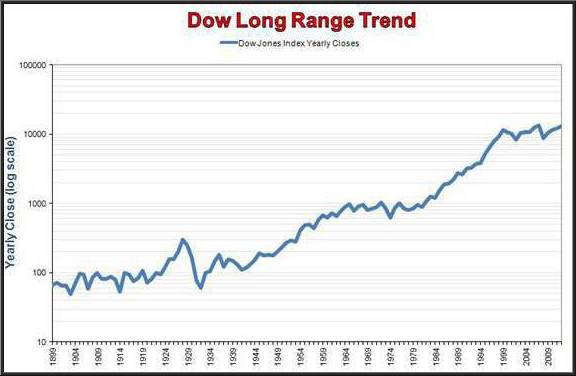 Dow Long Range Trend
Dow Jones Index Yearly Closes
Yearly Close (log scale)
100000
10000
1000
100
10
1899 1904 1909 1914 1919 1924 1929 1934 1939 1944 1949 1954 1959 1964 1969 1974 1979 1984 1989 1994 1999 2004 2009